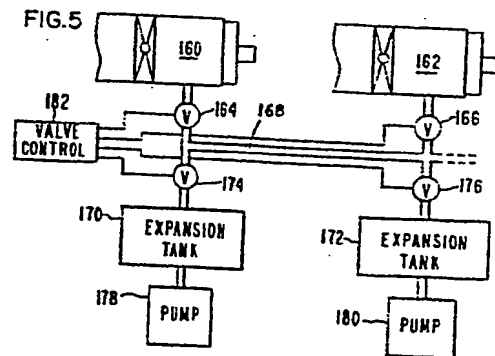 FIG.5
160
162
182
164
168
166
V
V
VALVE
CONTROL
V
174
V
176
170
172
EXPANSION
TANK
EXPANSION
TANK
178
PUMP
180
PUMP